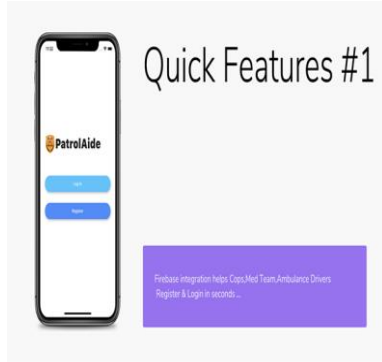 Quick Features #1
PatrolAide
Log In
Register
Firebase integration helps Cops,Med Team,Ambulance Drivers
Register & Login in seconds ...